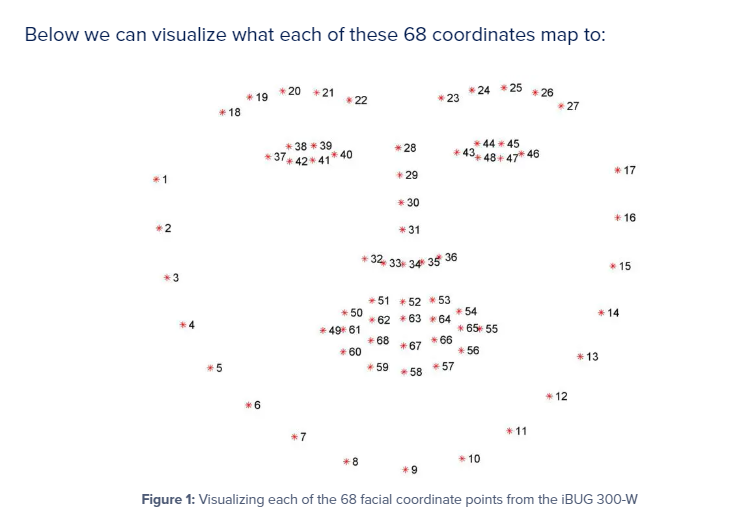 Below we can visualize what each of these 68 coordinates map to:
20 21 24 25
19 22 23 26
18 27
38 39 28 44 45
37 42 41 40 43 48 47 46
1 29 17
30
2 31 16
32 33 34 35 36
3 15
51 52 53
50 62 63 64 54 14
4 49 61 65 55
68 67 66
60 56 13
5 59 58 57
12
6
7 11
8 10
9
Figure 1: Visualizing each of the 68 facial coordinate points from the iBUG 300-W